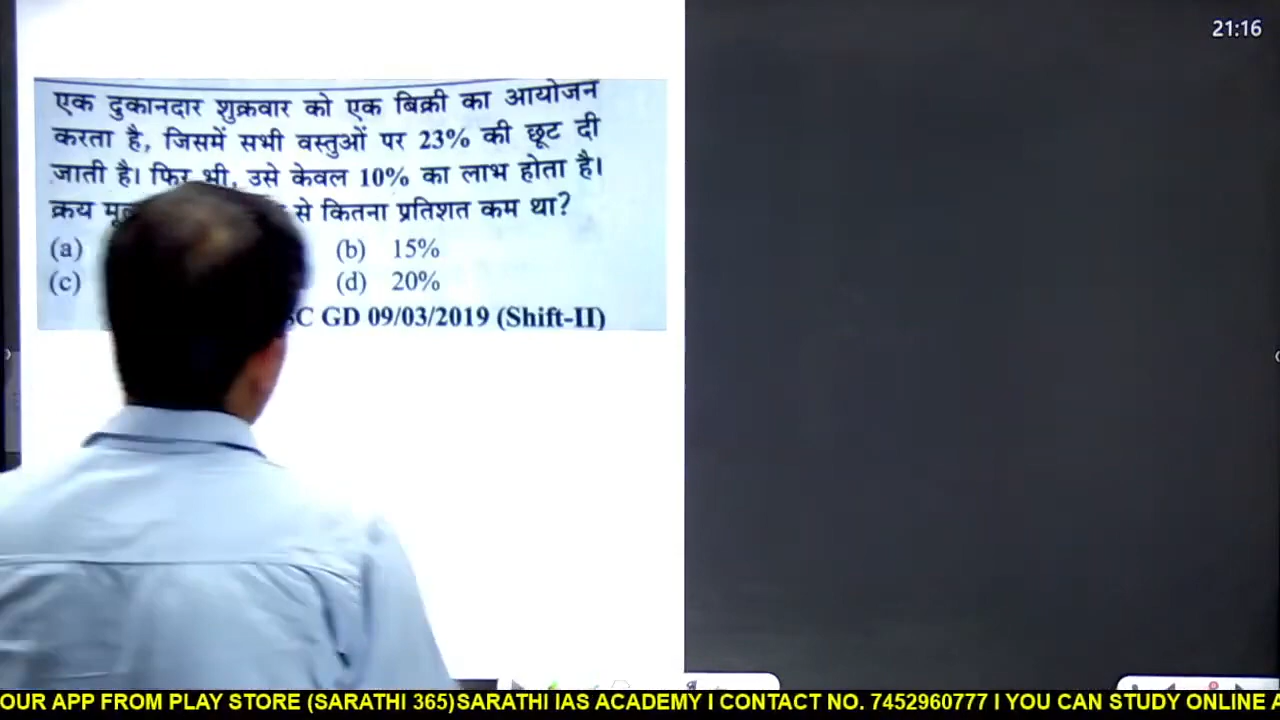 21:16
एक दुकानदार शुक्रवार को एक बिक्री का आयोजन
करता है, जिसमें सभी वस्तुओं पर 23% की छूट दी
जाती है। फिर भी, उसे केवल 10% का लाभ होता है।
क्रय से कितना प्रतिशत कम था?
(a) (b) 15%
(c) (d) 20%
GD 09/03/2019 (Shift-II)
OUR APP FROM PLAY STORE (SARATHI 365)SARATHI IAS ACADEMY I CONTACT NO. 7452960777 I YOU CAN STUDY ONLINE